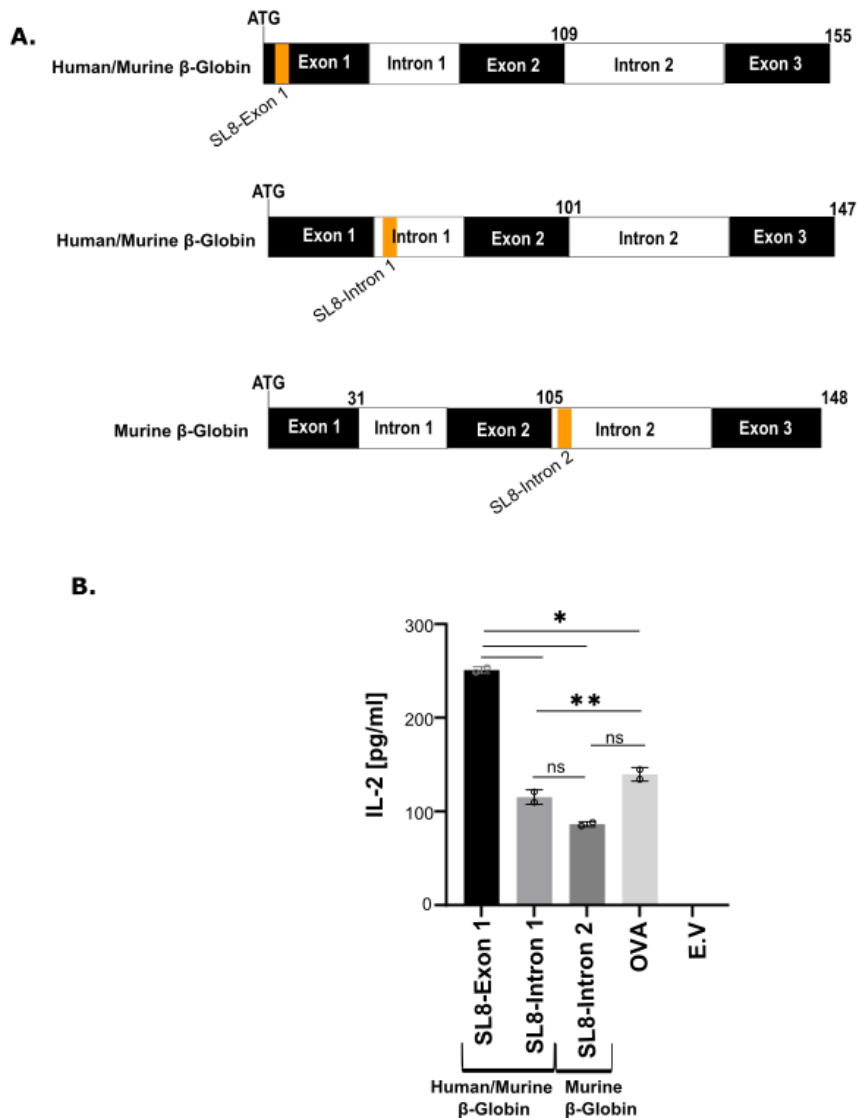 A.
ATG 109 155
Human/Murine β-Globin Exon 1 Intron 1 Exon 2 Intron 2 Exon 3
SL8-Exon 1
ATG 101 147
Human/Murine β-Globin Exon 1 Intron 1 Exon 2 Intron 2 Exon 3
SL8-Intron 1
ATG 31 105 148
Murine β-Globin Exon 1 Intron 1 Exon 2 Intron 2 Exon 3
SL8-Intron 2
B.
IL-2 [pg/ml]
300
200
100
0
*
**
ns
ns
SL8-Exon 1
SL8-Intron 1
SL8-Intron 2
OVA
E.V
Human/Murine
β-Globin
Murine
β-Globin